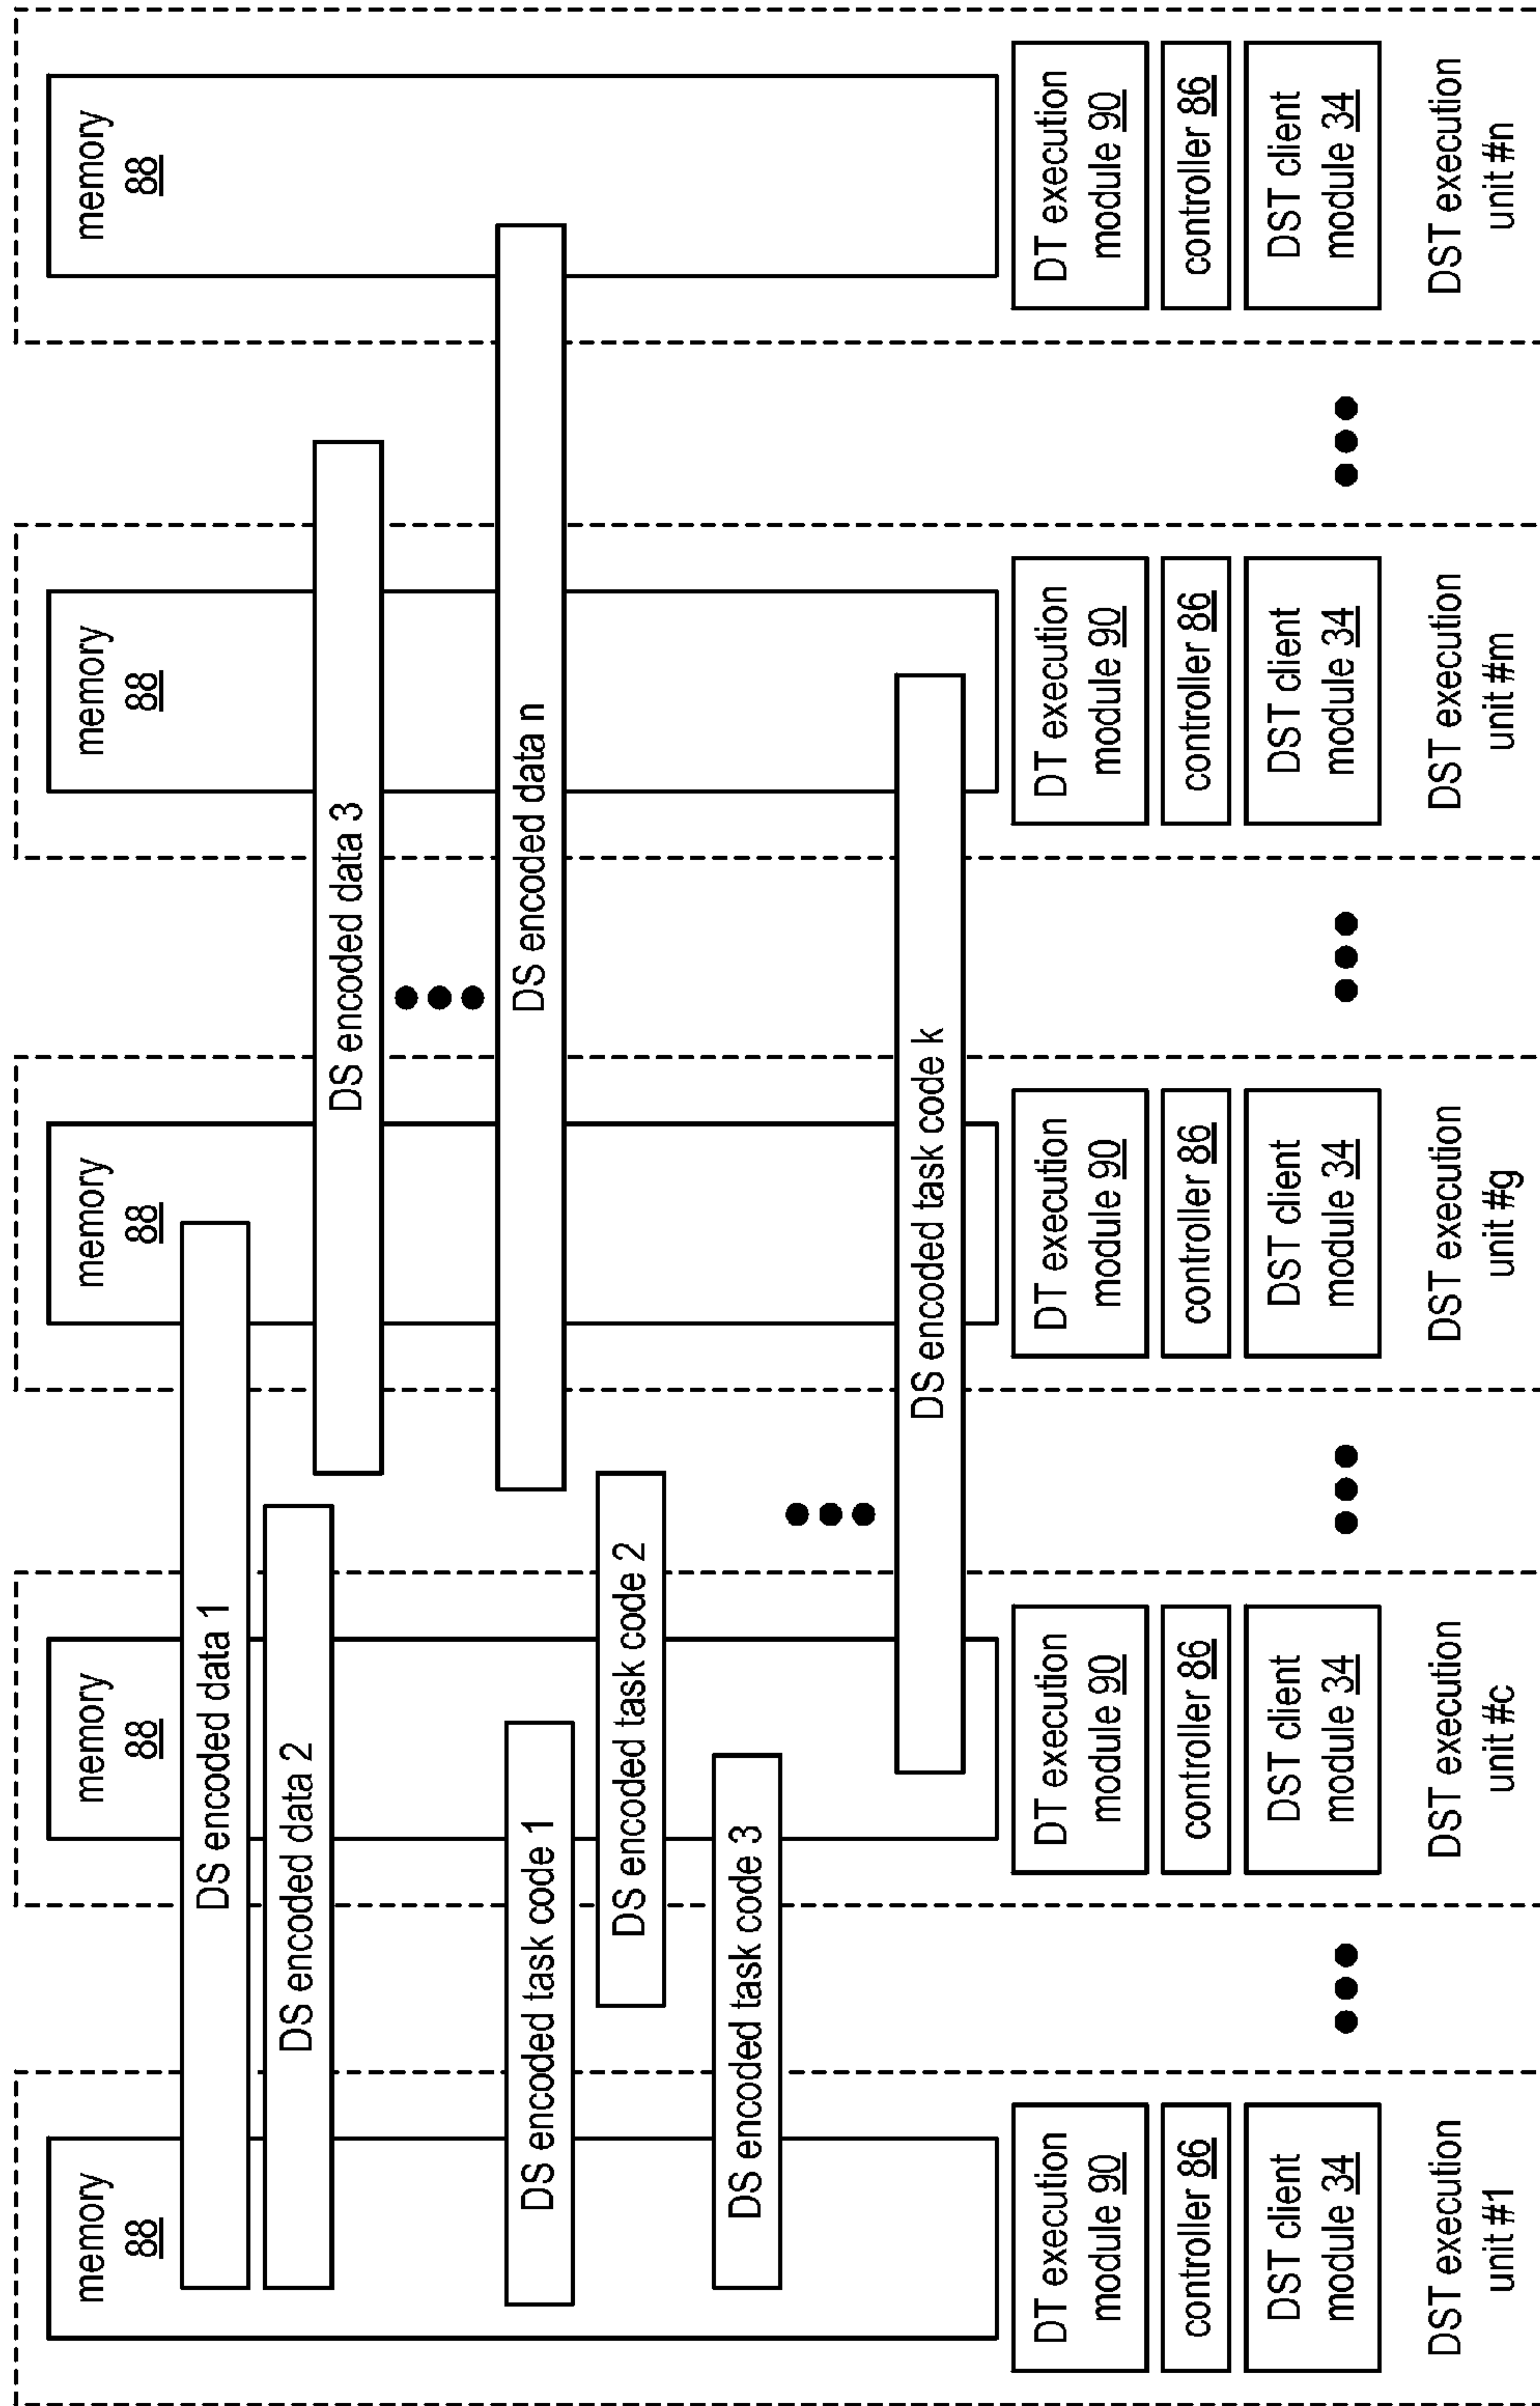 memory
88
memory
88
memory
88
memory
88
memory
88
DS encoded data 1
DS encoded data 2
DS encoded data 3
DS encoded data n
DS encoded task code 1
DS encoded task code 2
DS encoded task code 3
DS encoded task code k
DT execution
module 90
controller 86
DST client
module 34
DST execution
unit #1
DT execution
module 90
controller 86
DST client
module 34
DST execution
unit #c
DT execution
module 90
controller 86
DST client
module 34
DST execution
unit #g
DT execution
module 90
controller 86
DST client
module 34
DST execution
unit #m
DT execution
module 90
controller 86
DST client
module 34
DST execution
unit #n